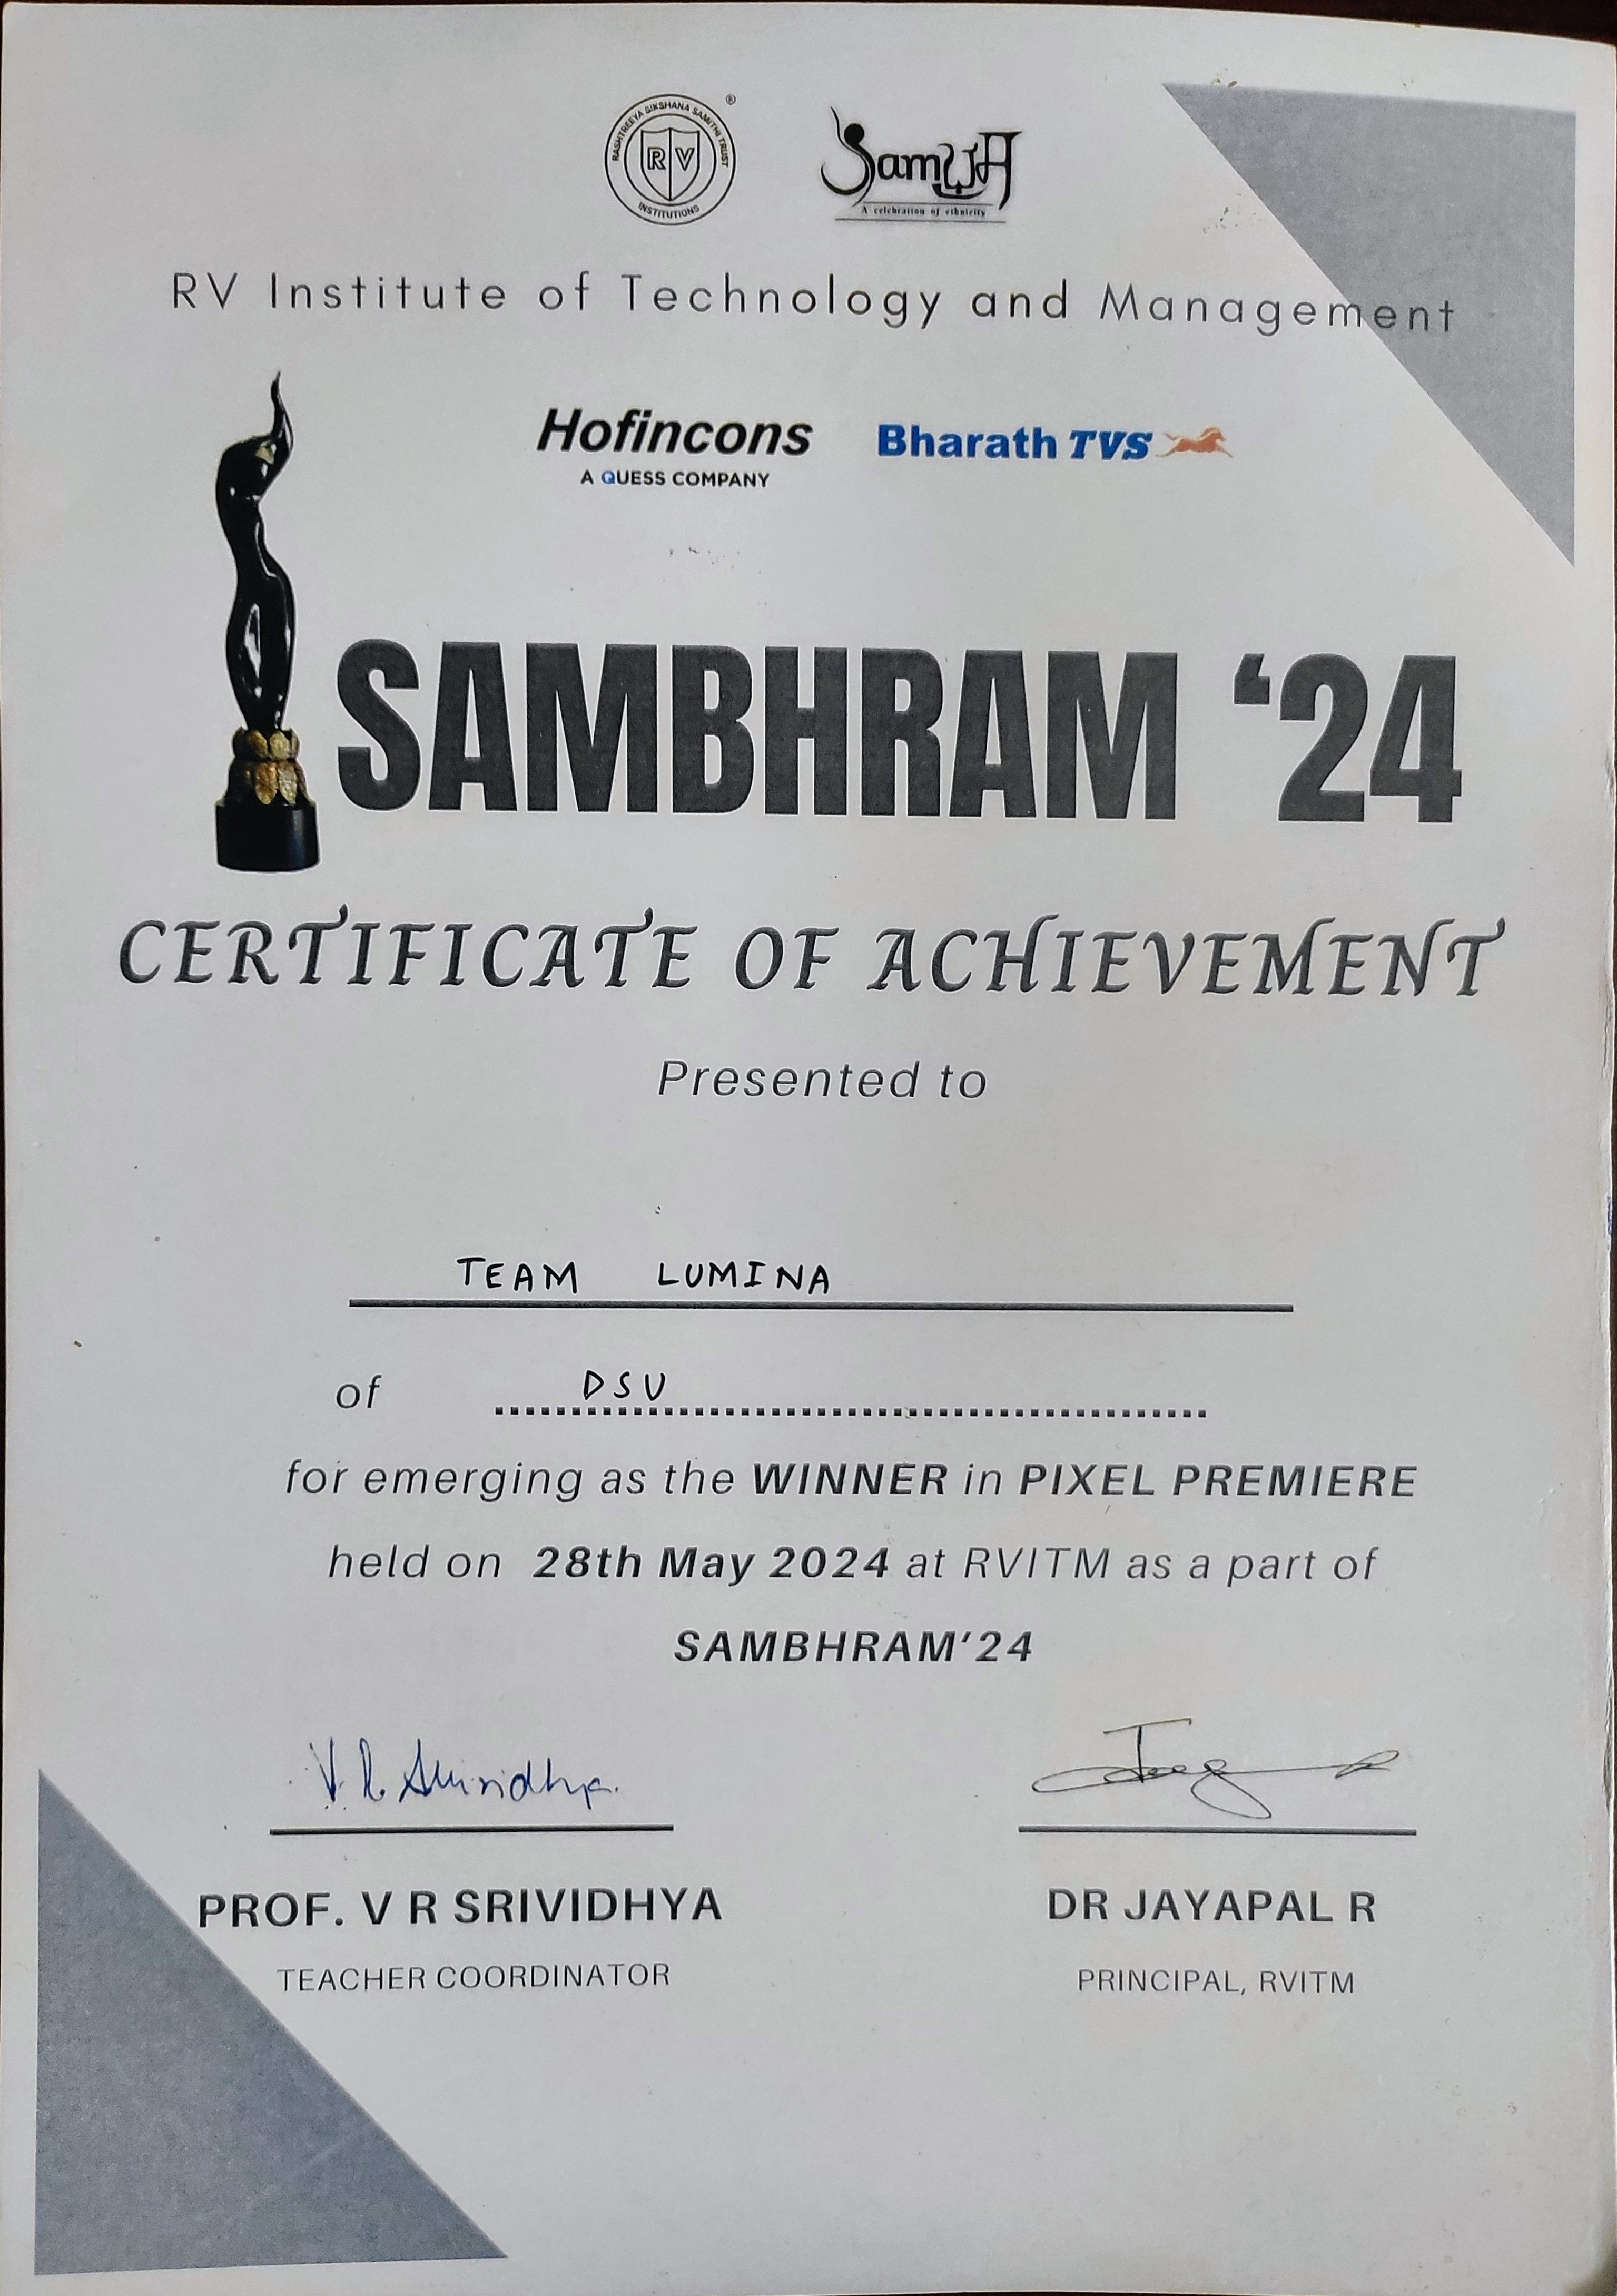 RASHTREEYA SIKSHANA SAMITHI TRUST
RV
INSTITUTIONS
®
A celebration of ethnicity
RV Institute of Technology and Management
Hofincons
A QUESS COMPANY
Bharath TVS
SAMBHRAM ‘24
CERTIFICATE OF ACHIEVEMENT
Presented to
TEAM LUMINA
of DSU
for emerging as the WINNER in PIXEL PREMIERE
held on 28th May 2024 at RVITM as a part of
SAMBHRAM’24
V. R. Srividhya.
PROF. V R SRIVIDHYA
TEACHER COORDINATOR
DR JAYAPAL R
PRINCIPAL, RVITM